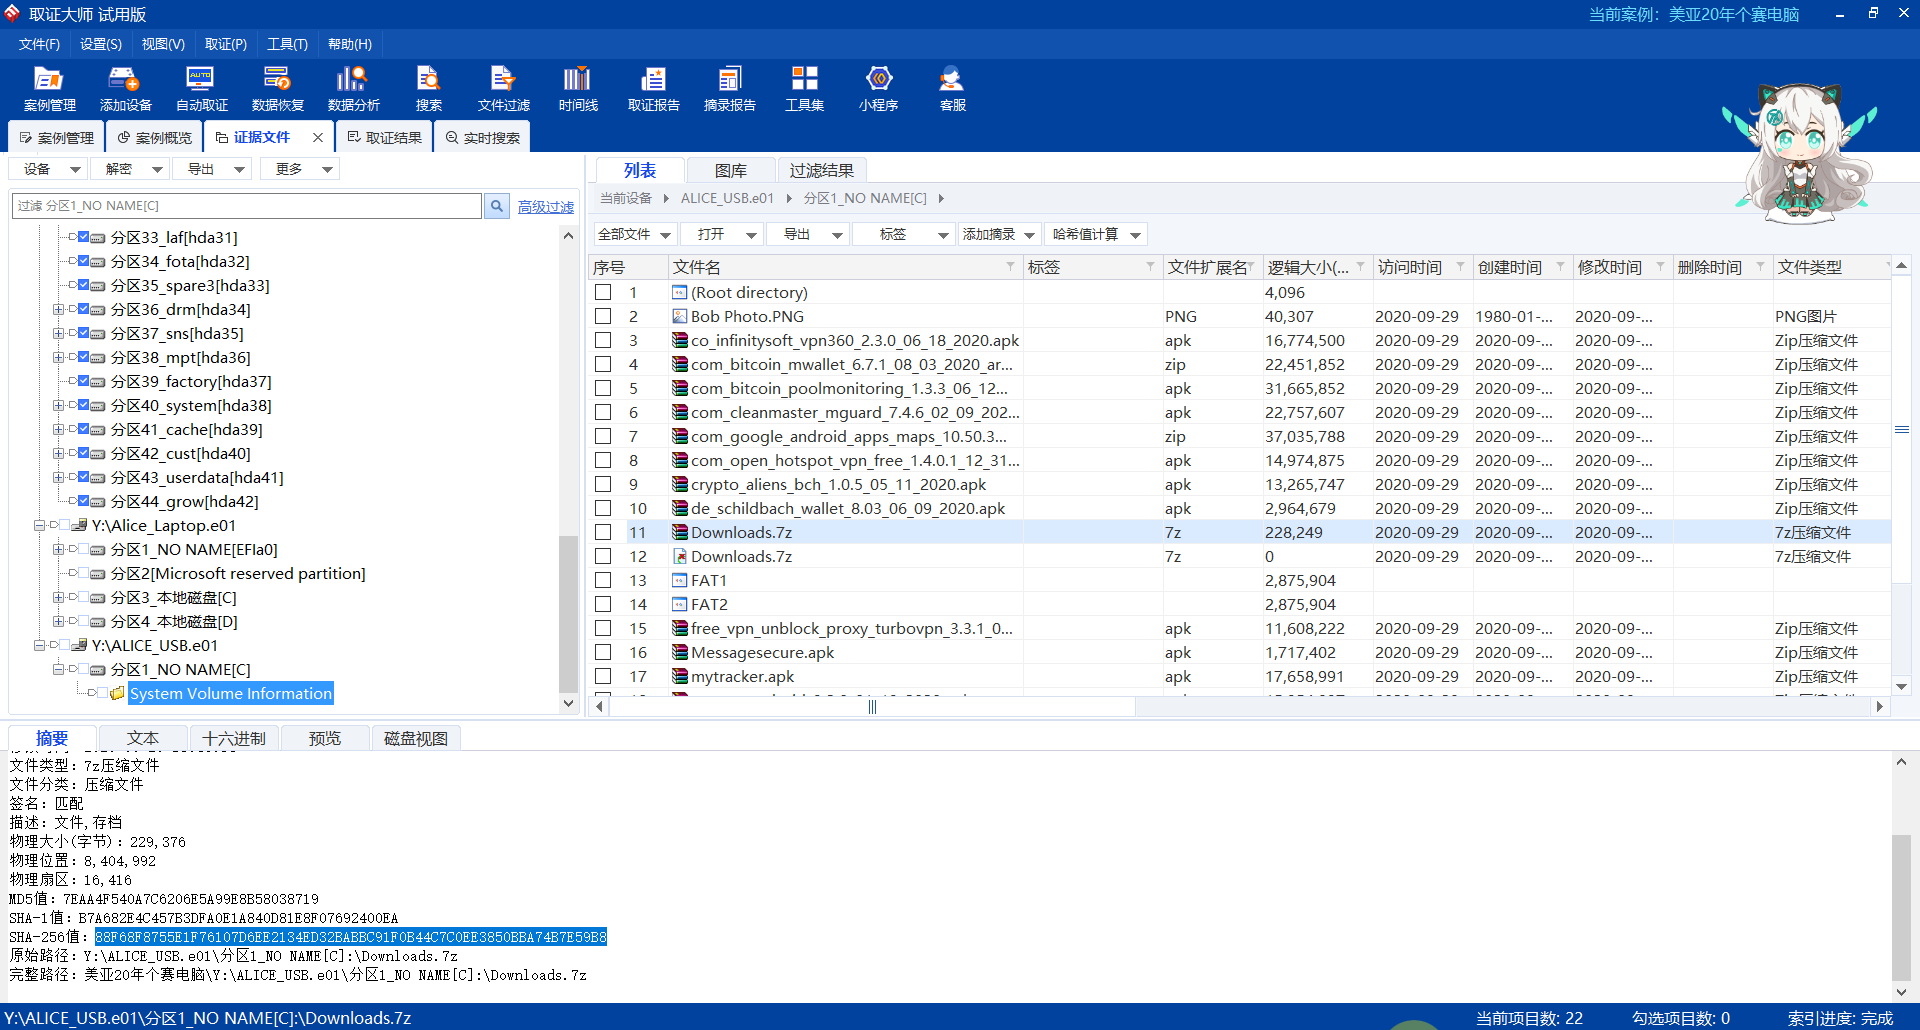 取证大师 试用版
当前案例: 美亚20年个赛电脑
文件(F) 设置(S) 视图(V) 取证(P) 工具(T) 帮助(H)
案例管理 添加设备 自动取证 数据恢复 数据分析 搜索 文件过滤 时间线 取证报告 摘录报告 工具集 小程序 客服
案例管理 案例概览 证据文件 取证结果 实时搜索
设备 解密 导出 更多
过滤 分区1_NO NAME[C] 高级过滤
分区33_laf[hda31]
分区34_fota[hda32]
分区35_spare3[hda33]
分区36_drm[hda34]
分区37_sns[hda35]
分区38_mpt[hda36]
分区39_factory[hda37]
分区40_system[hda38]
分区41_cache[hda39]
分区42_cust[hda40]
分区43_userdata[hda41]
分区44_grow[hda42]
Y:\Alice_Laptop.e01
分区1_NO NAME[EFIa0]
分区2[Microsoft reserved partition]
分区3_本地磁盘[C]
分区4_本地磁盘[D]
Y:\ALICE_USB.e01
分区1_NO NAME[C]
System Volume Information
列表 图库 过滤结果
当前设备 ALICE_USB.e01 分区1_NO NAME[C]
全部文件 打开 导出 标签 添加摘录 哈希值计算
序号 文件名 标签 文件扩展名 逻辑大小(... 访问时间 创建时间 修改时间 删除时间 文件类型
1 (Root directory) 4,096
2 Bob Photo.PNG PNG 40,307 2020-09-29 1980-01-... 2020-09-... PNG图片
3 co_infinitysoft_vpn360_2.3.0_06_18_2020.apk apk 16,774,500 2020-09-29 2020-09-... 2020-09-... Zip压缩文件
4 com_bitcoin_mwallet_6.7.1_08_03_2020_ar... zip 22,451,852 2020-09-29 2020-09-... 2020-09-... Zip压缩文件
5 com_bitcoin_poolmonitoring_1.3.3_06_12... apk 31,665,852 2020-09-29 2020-09-... 2020-09-... Zip压缩文件
6 com_cleanmaster_mguard_7.4.6_02_09_202... apk 22,757,607 2020-09-29 2020-09-... 2020-09-... Zip压缩文件
7 com_google_android_apps_maps_10.50.3... zip 37,035,788 2020-09-29 2020-09-... 2020-09-... Zip压缩文件
8 com_open_hotspot_vpn_free_1.4.0.1_12_31... apk 14,974,875 2020-09-29 2020-09-... 2020-09-... Zip压缩文件
9 crypto_aliens_bch_1.0.5_05_11_2020.apk apk 13,265,747 2020-09-29 2020-09-... 2020-09-... Zip压缩文件
10 de_schildbach_wallet_8.03_06_09_2020.apk apk 2,964,679 2020-09-29 2020-09-... 2020-09-... Zip压缩文件
11 Downloads.7z 7z 228,249 2020-09-29 2020-09-... 2020-09-... 7z压缩文件
12 Downloads.7z 7z 0 2020-09-29 2020-09-... 2020-09-... 7z压缩文件
13 FAT1 2,875,904
14 FAT2 2,875,904
15 free_vpn_unblock_proxy_turbovpn_3.3.1_0... apk 11,608,222 2020-09-29 2020-09-... 2020-09-... Zip压缩文件
16 Messagesecure.apk apk 1,717,402 2020-09-29 2020-09-... 2020-09-... Zip压缩文件
17 mytracker.apk apk 17,658,991 2020-09-29 2020-09-... 2020-09-... Zip压缩文件
摘要 文本 十六进制 预览 磁盘视图
文件类型: 7z压缩文件
文件分类: 压缩文件
签名: 匹配
描述: 文件,存档
物理大小(字节): 229,376
物理位置: 8,404,992
物理扇区: 16,416
MD5值: 7EAA4F540A7C6206E5A99E8B58038719
SHA-1值: B7A682E4C457B3DFA0E1A840D81E8F07692400EA
SHA-256值: 88F68F8755E1F76107D6EE2134ED32BABBC91F0B44C7C0EE3850BBA74B7E59B8
原始路径: Y:\ALICE_USB.e01\分区1_NO NAME[C]:\Downloads.7z
完整路径: 美亚20年个赛电脑\Y:\ALICE_USB.e01\分区1_NO NAME[C]:\Downloads.7z
Y:\ALICE_USB.e01\分区1_NO NAME[C]:\Downloads.7z 当前项目数: 22 勾选项目数: 0 索引进度: 完成